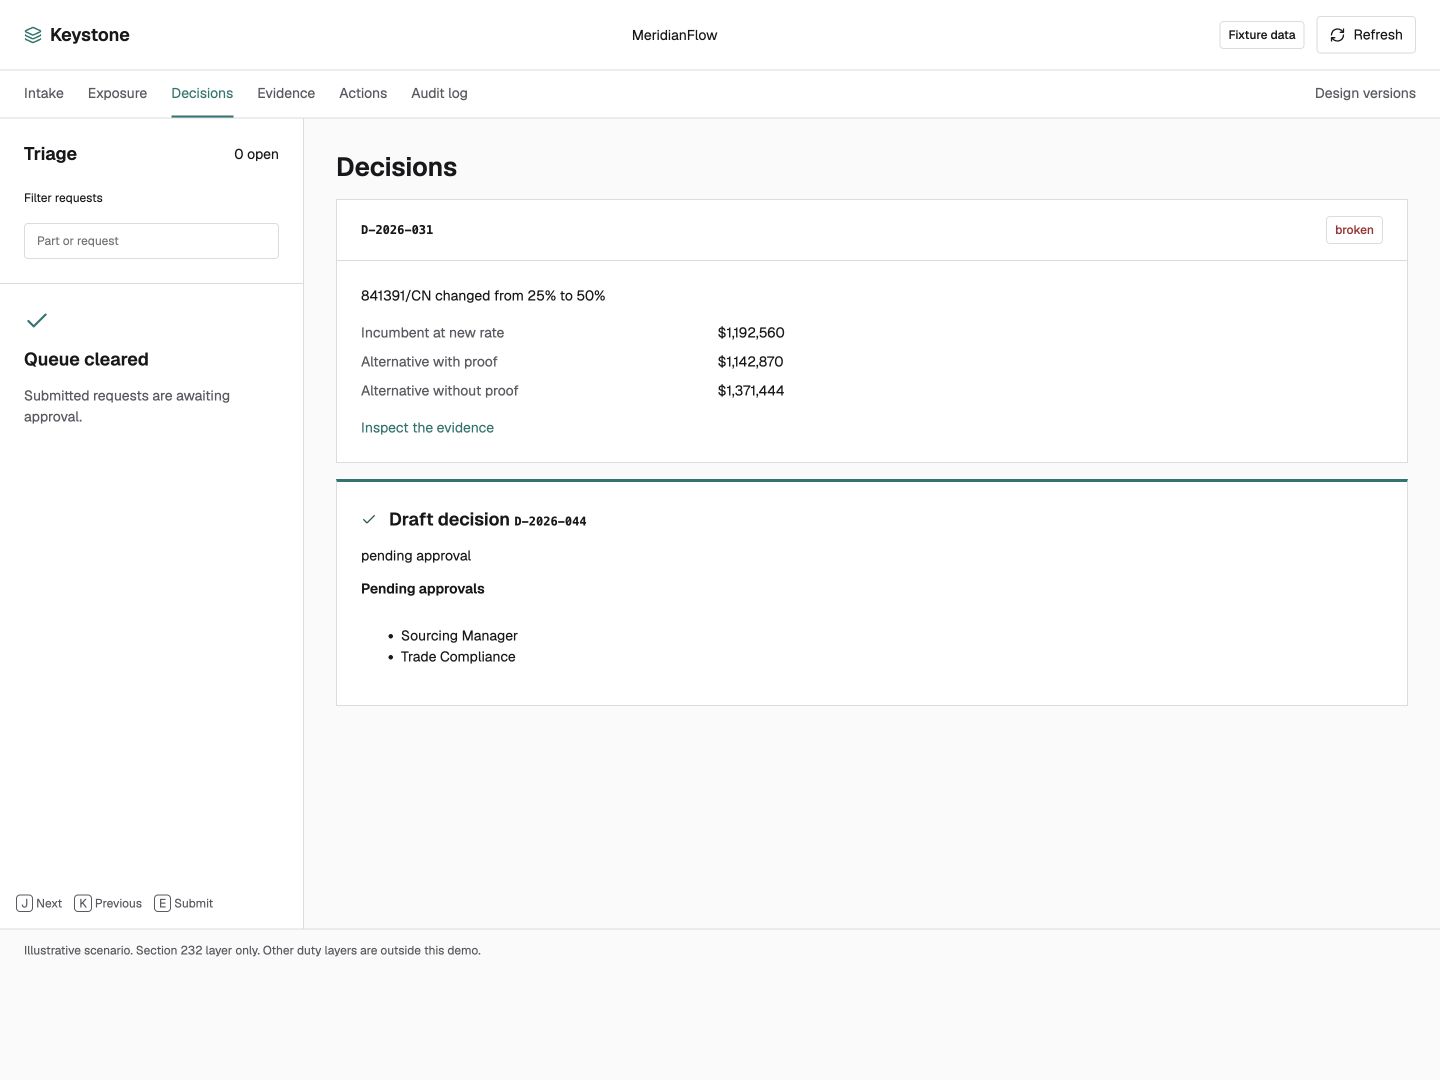 Keystone
MeridianFlow
Fixture data
Refresh
Intake
Exposure
Decisions
Evidence
Actions
Audit log
Design versions
Triage
0 open
Filter requests
Part or request
Queue cleared
Submitted requests are awaiting
approval.
J Next
K Previous
E Submit
Decisions
D-2026-031
broken
841391/CN changed from 25% to 50%
Incumbent at new rate $1,192,560
Alternative with proof $1,142,870
Alternative without proof $1,371,444
Inspect the evidence
Draft decision D-2026-044
pending approval
Pending approvals
• Sourcing Manager
• Trade Compliance
Illustrative scenario. Section 232 layer only. Other duty layers are outside this demo.